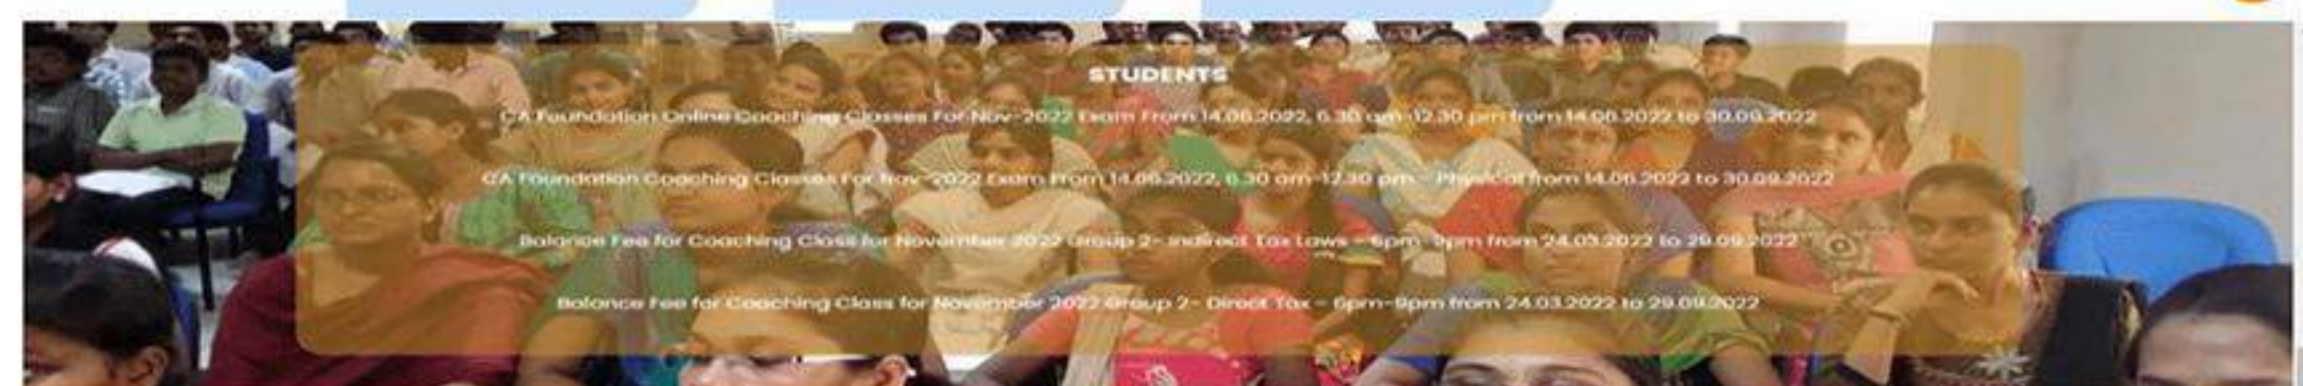 STUDENTS
CA Foundation Online Coaching Classes For Nov-2022 Exam From 14.06.2022, 6.30 am-12.30 pm from 14.06.2022 to 30.09.2022
CA Foundation Coaching Classes For Nov-2022 Exam From 14.06.2022, 6.30 am-12.30 pm - Physical from 14.06.2022 to 30.09.2022
Balance Fee for Coaching Class for November 2022 Group 2- Indirect Tax Laws - 6pm-9pm from 24.03.2022 to 29.09.2022
Balance Fee for Coaching Class for November 2022 Group 2- Direct Tax - 6pm-9pm from 24.03.2022 to 29.09.2022